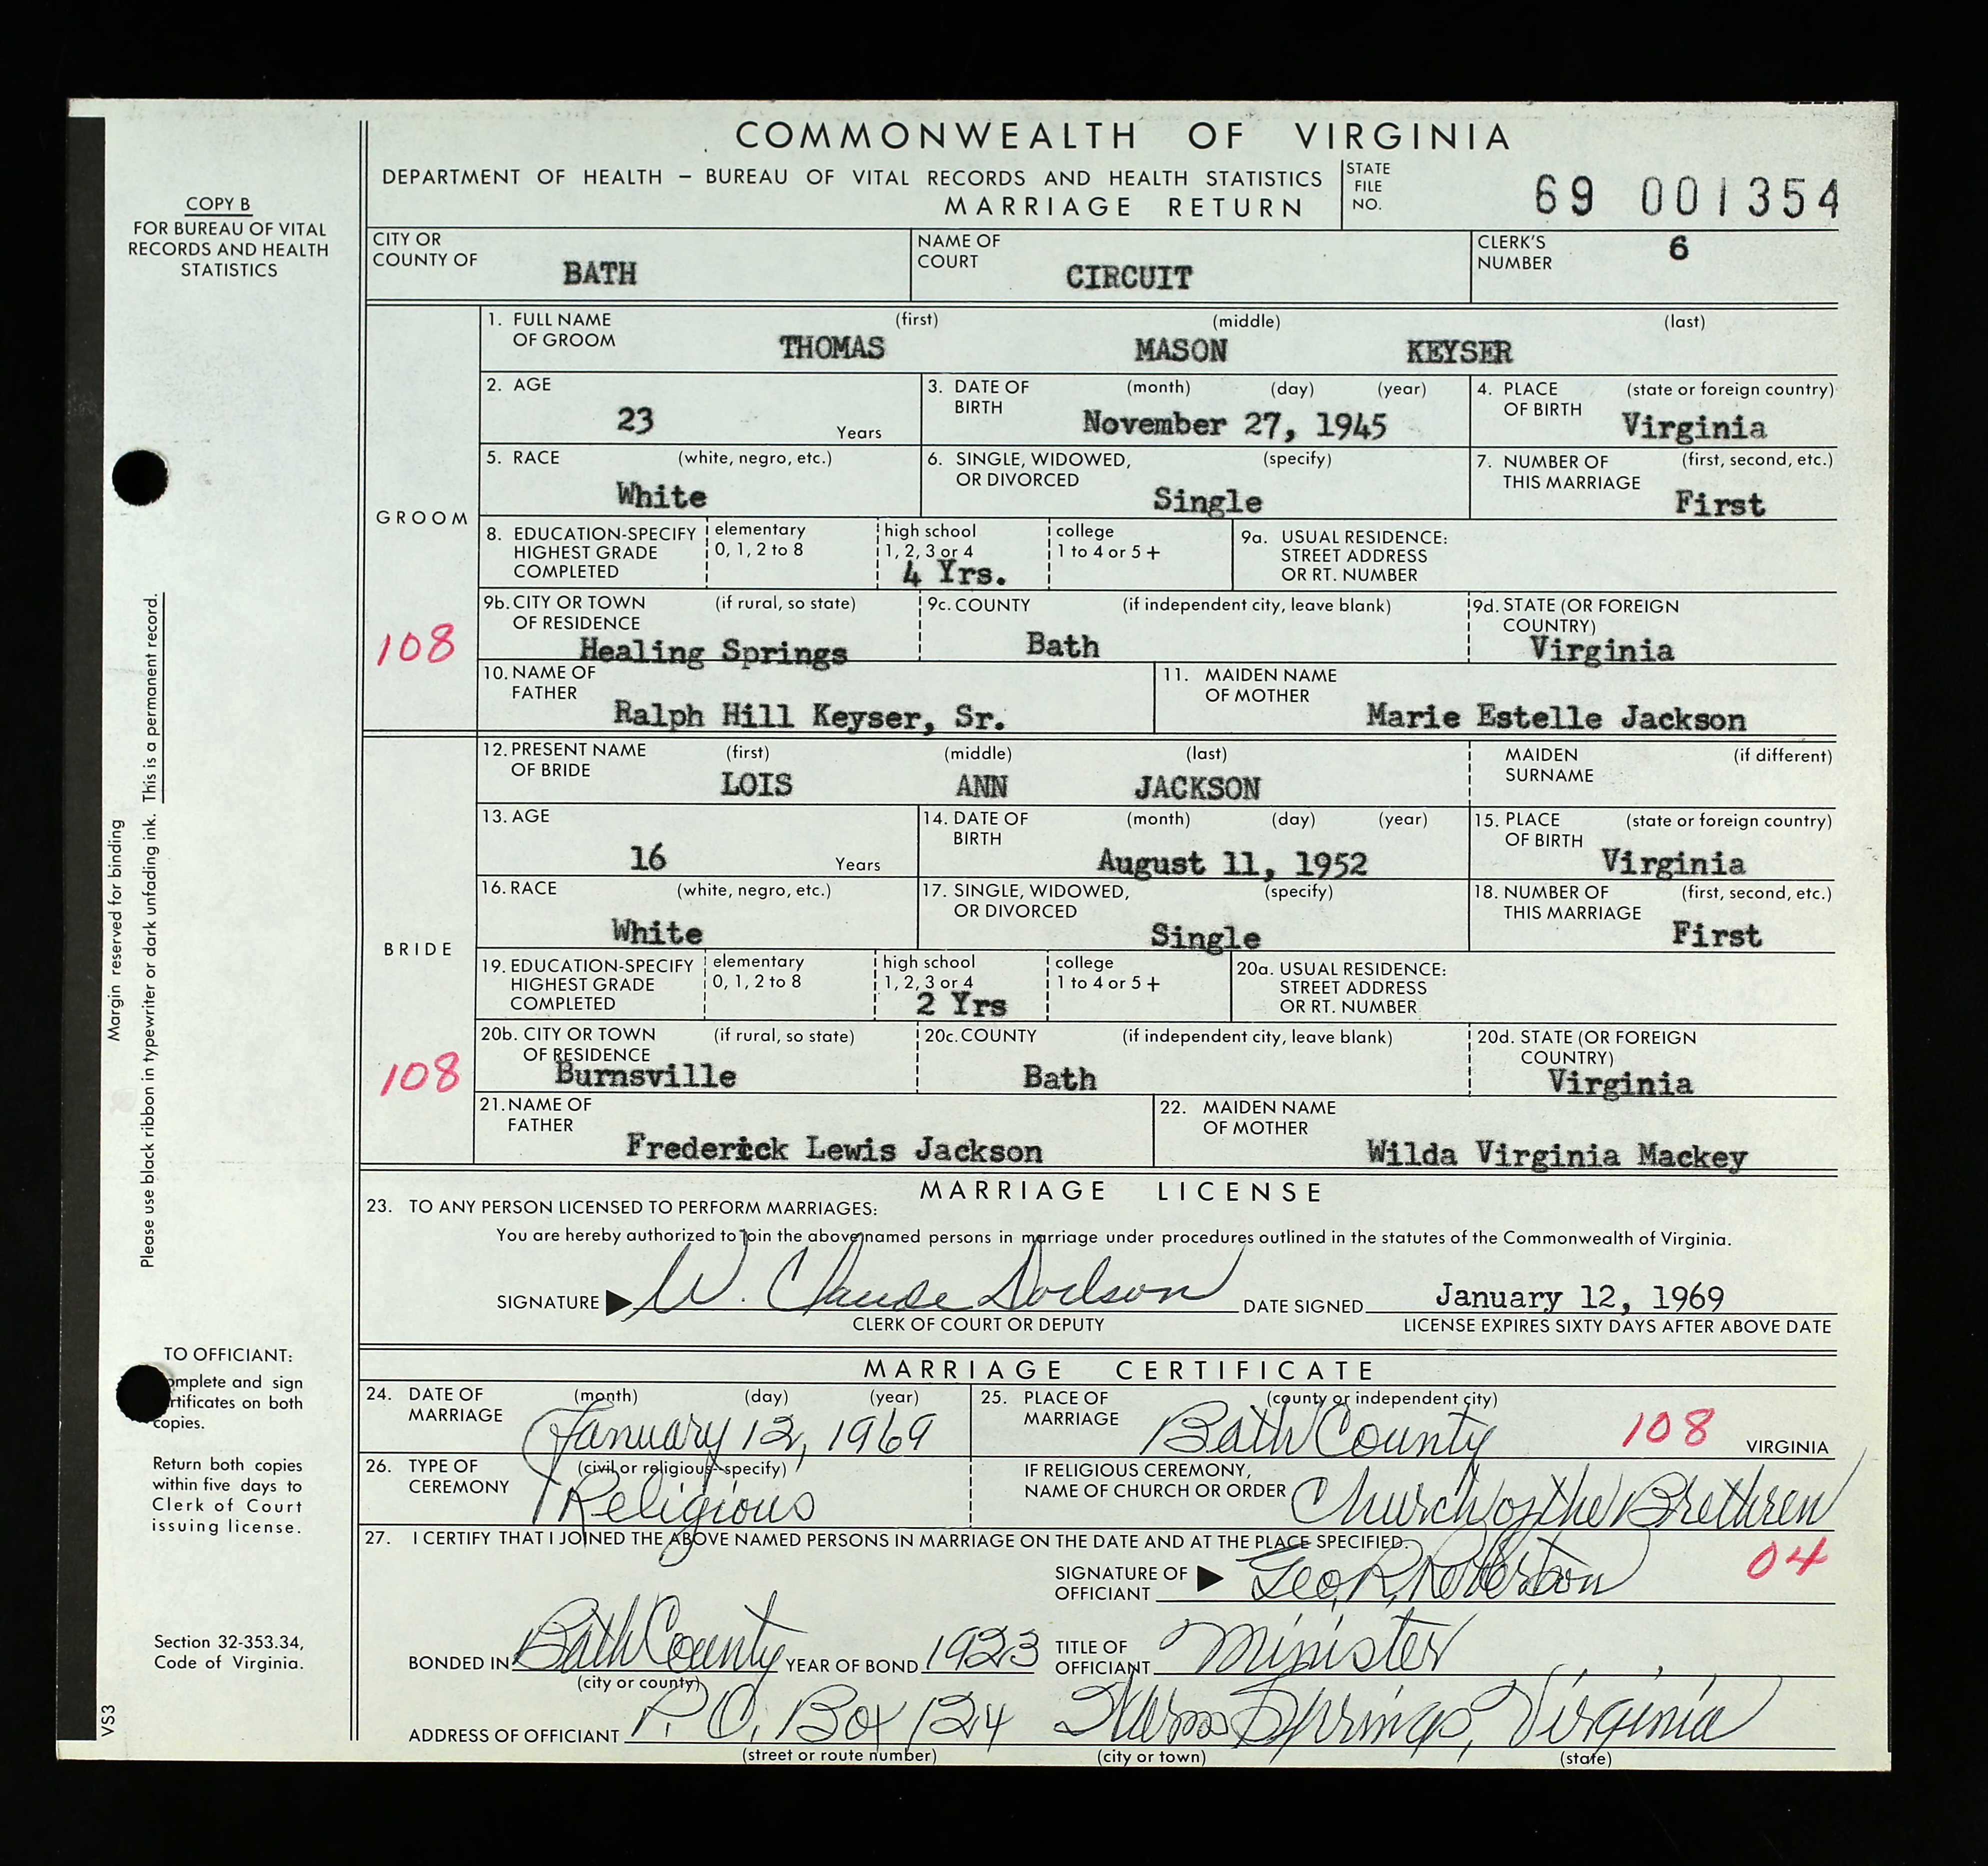 COMMONWEALTH OF VIRGINIA
DEPARTMENT OF HEALTH – BUREAU OF VITAL RECORDS AND HEALTH STATISTICS
MARRIAGE RETURN
STATE FILE NO.
69 001354
COPY B
FOR BUREAU OF VITAL
RECORDS AND HEALTH
STATISTICS
CITY OR COUNTY OF BATH
NAME OF COURT CIRCUIT
CLERK'S NUMBER 6
GROOM
108
1. FULL NAME OF GROOM (first) (middle) (last)
THOMAS MASON KEYSER
2. AGE 23 Years
3. DATE OF BIRTH (month) (day) (year)
November 27, 1945
4. PLACE OF BIRTH (state or foreign country)
Virginia
5. RACE (white, negro, etc.)
White
6. SINGLE, WIDOWED, OR DIVORCED (specify)
Single
7. NUMBER OF THIS MARRIAGE (first, second, etc.)
First
8. EDUCATION-SPECIFY HIGHEST GRADE COMPLETED
elementary 0, 1, 2 to 8
high school 1, 2, 3 or 4
4 Yrs.
college 1 to 4 or 5+
9a. USUAL RESIDENCE: STREET ADDRESS OR RT. NUMBER
9b. CITY OR TOWN OF RESIDENCE (if rural, so state)
Healing Springs
9c. COUNTY (if independent city, leave blank)
Bath
9d. STATE (OR FOREIGN COUNTRY)
Virginia
10. NAME OF FATHER
Ralph Hill Keyser, Sr.
11. MAIDEN NAME OF MOTHER
Marie Estelle Jackson
BRIDE
108
12. PRESENT NAME OF BRIDE (first) (middle) (last)
LOIS ANN JACKSON
MAIDEN SURNAME (if different)
13. AGE 16 Years
14. DATE OF BIRTH (month) (day) (year)
August 11, 1952
15. PLACE OF BIRTH (state or foreign country)
Virginia
16. RACE (white, negro, etc.)
White
17. SINGLE, WIDOWED, OR DIVORCED (specify)
Single
18. NUMBER OF THIS MARRIAGE (first, second, etc.)
First
19. EDUCATION-SPECIFY HIGHEST GRADE COMPLETED
elementary 0, 1, 2 to 8
high school 1, 2, 3 or 4
2 Yrs
college 1 to 4 or 5+
20a. USUAL RESIDENCE: STREET ADDRESS OR RT. NUMBER
20b. CITY OR TOWN OF RESIDENCE (if rural, so state)
Burnsville
20c. COUNTY (if independent city, leave blank)
Bath
20d. STATE (OR FOREIGN COUNTRY)
Virginia
21. NAME OF FATHER
Frederick Lewis Jackson
22. MAIDEN NAME OF MOTHER
Wilda Virginia Mackey
MARRIAGE LICENSE
23. TO ANY PERSON LICENSED TO PERFORM MARRIAGES:
You are hereby authorized to join the above named persons in marriage under procedures outlined in the statutes of the Commonwealth of Virginia.
SIGNATURE W. Claude Dodson DATE SIGNED January 12, 1969
CLERK OF COURT OR DEPUTY LICENSE EXPIRES SIXTY DAYS AFTER ABOVE DATE
MARRIAGE CERTIFICATE
24. DATE OF MARRIAGE (month) (day) (year)
January 12, 1969
25. PLACE OF MARRIAGE (county or independent city)
Bath County 108 VIRGINIA
26. TYPE OF CEREMONY (civil or religious-specify)
Religious
IF RELIGIOUS CEREMONY, NAME OF CHURCH OR ORDER Church of the Brethren
27. I CERTIFY THAT I JOINED THE ABOVE NAMED PERSONS IN MARRIAGE ON THE DATE AND AT THE PLACE SPECIFIED.
04
SIGNATURE OF OFFICIANT Geo. R. Robertson
BONDED IN Bath County YEAR OF BOND 1923 TITLE OF OFFICIANT Minister
(city or county)
ADDRESS OF OFFICIANT P.O. Box 124 Warm Springs, Virginia
(street or route number) (city or town) (state)
Margin reserved for binding
Please use black ribbon in typewriter or dark unfading ink. This is a permanent record.
TO OFFICIANT:
omplete and sign
rtificates on both
copies.
Return both copies
within five days to
Clerk of Court
issuing license.
Section 32-353.34,
Code of Virginia.
VS3